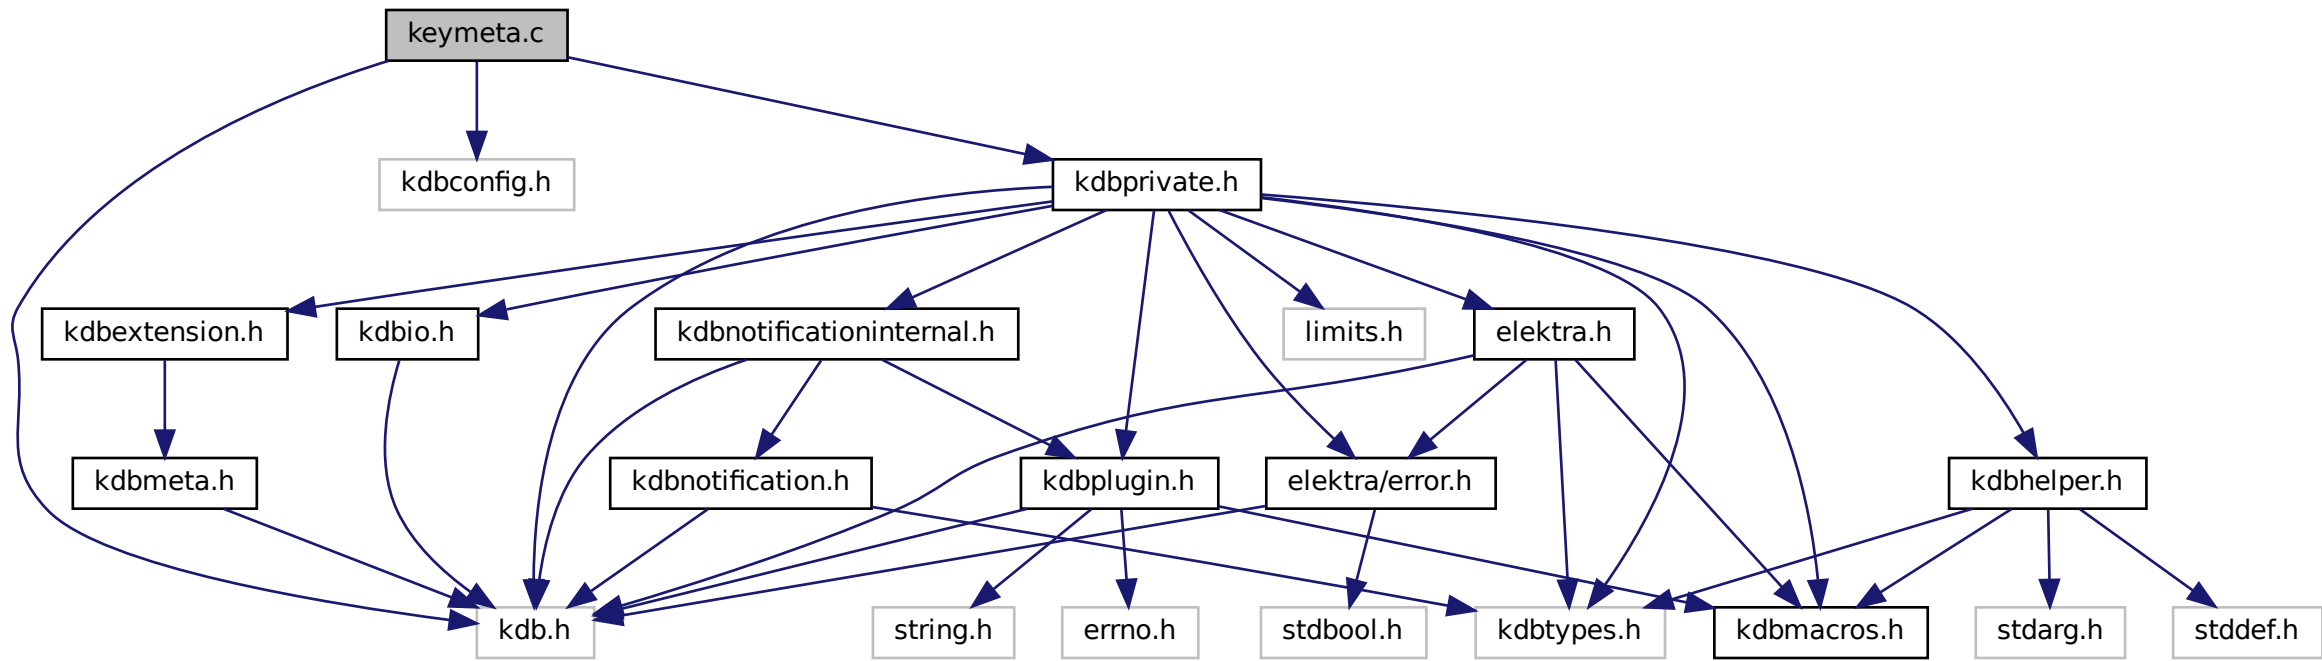 keymeta.c
kdbconfig.h
kdbprivate.h
kdbextension.h
kdbio.h
kdbnotificationinternal.h
limits.h
elektra.h
kdbmeta.h
kdbnotification.h
kdbplugin.h
elektra/error.h
kdbhelper.h
kdb.h
string.h
errno.h
stdbool.h
kdbtypes.h
kdbmacros.h
stdarg.h
stddef.h